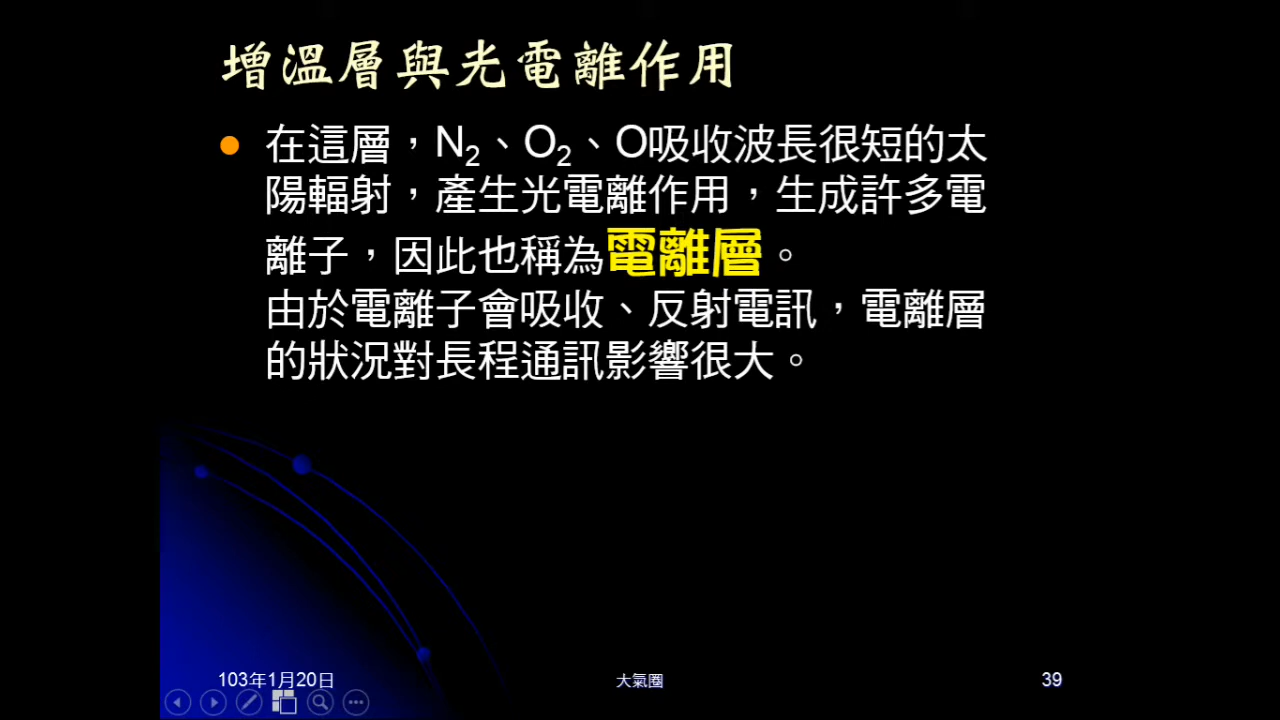 增溫層與光電離作用
在這層，N₂、O₂、O吸收波長很短的太
陽輻射，產生光電離作用，生成許多電
離子，因此也稱為電離層。
由於電離子會吸收、反射電訊，電離層
的狀況對長程通訊影響很大。
103年1月20日
大氣圈
39